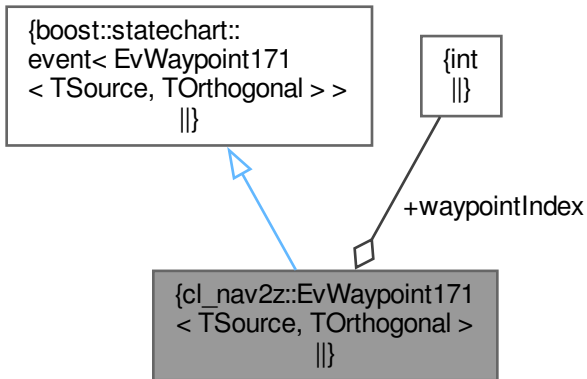 {boost::statechart::
event< EvWaypoint171
< TSource, TOrthogonal > >
||}
{int
||}
+waypointIndex
{cl_nav2z::EvWaypoint171
< TSource, TOrthogonal >
||}